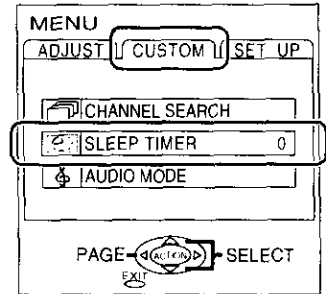 MENU
ADJUST CUSTOM SET UP
CHANNEL SEARCH
SLEEP TIMER 0
AUDIO MODE
PAGE ACTION SELECT
EXIT